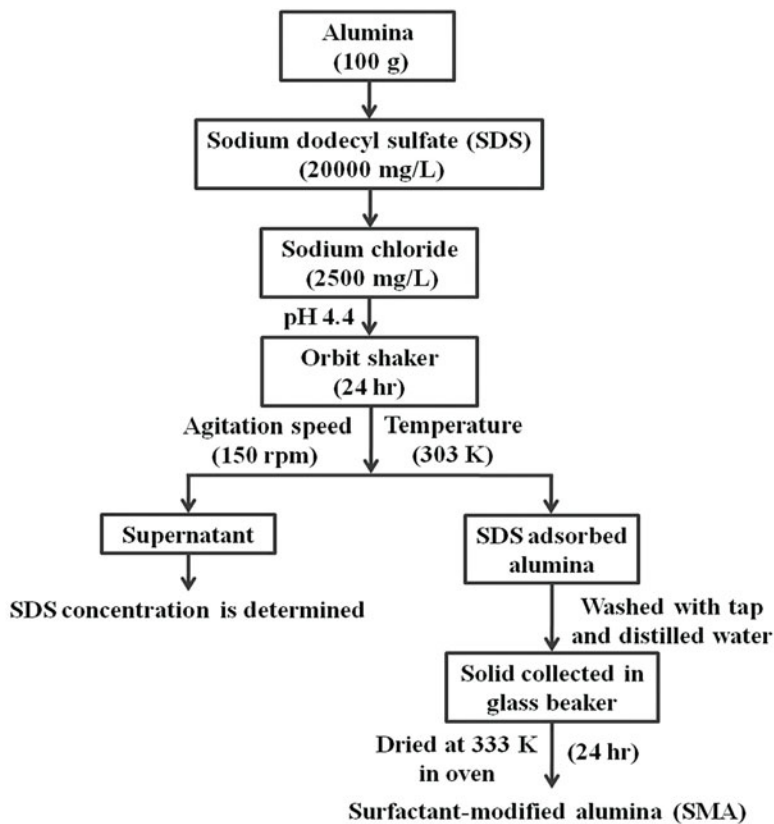 Alumina
(100 g)
Sodium dodecyl sulfate (SDS)
(20000 mg/L)
Sodium chloride
(2500 mg/L)
pH 4.4
Orbit shaker
(24 hr)
Agitation speed
(150 rpm)
Temperature
(303 K)
Supernatant
SDS concentration is determined
SDS adsorbed
alumina
Washed with tap
and distilled water
Solid collected in
glass beaker
Dried at 333 K
in oven
(24 hr)
Surfactant-modified alumina (SMA)